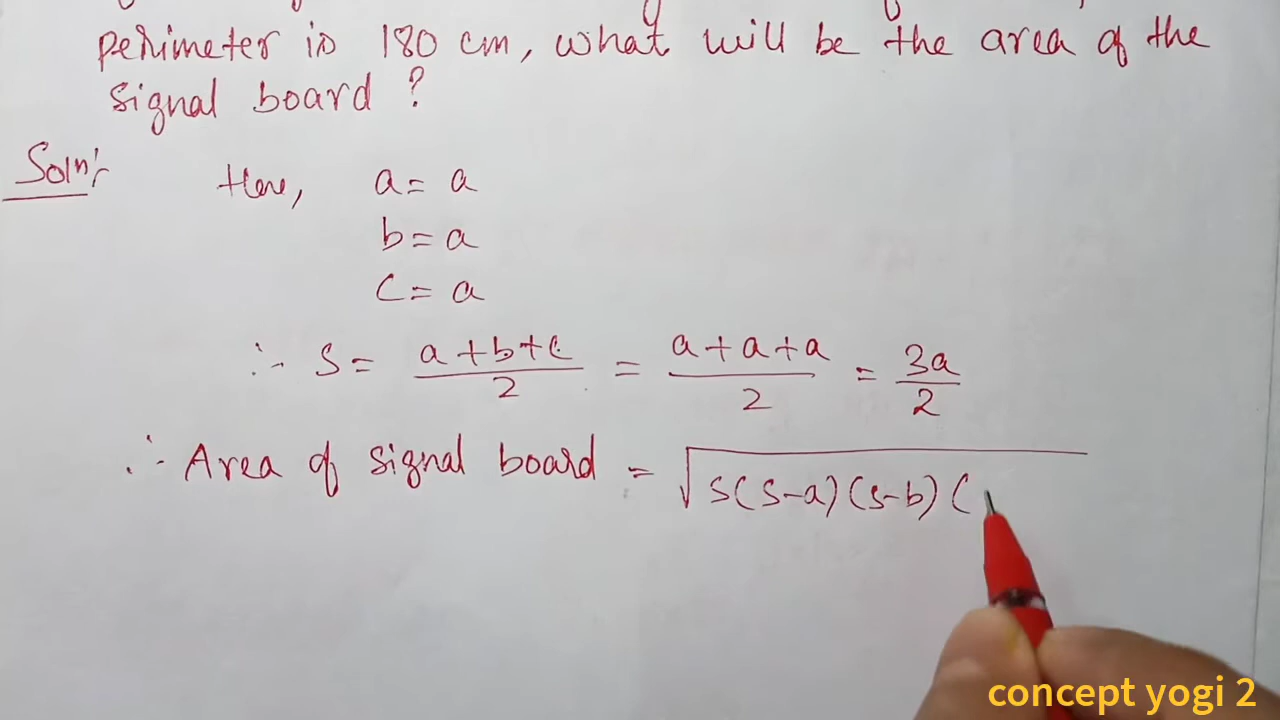 perimeter is 180 cm, what will be the area of the
signal board ?
Soln:- Here, a = a
b = a
c = a
∴ S = a+b+c/2 = a+a+a/2 = 3a/2
∴ Area of signal board = √s(s-a)(s-b)(
concept yogi 2